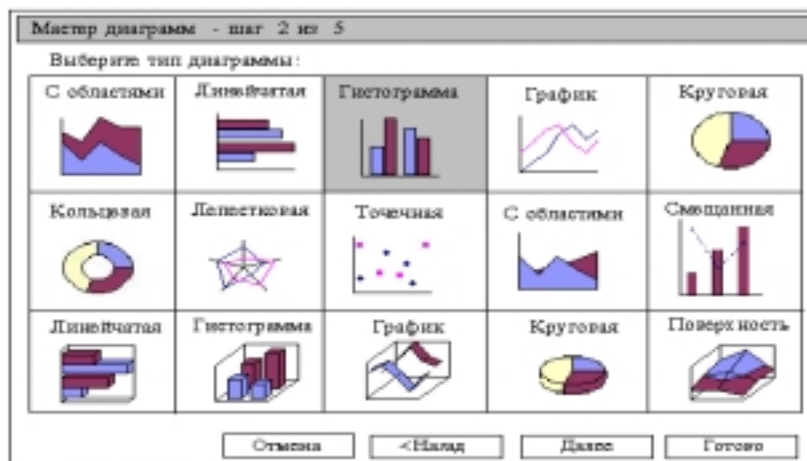 Мастер диаграмм - шаг 2 из 5
Выберите тип диаграммы:
С областями Линейчатая Гистограмма График Круговая
Кольцевая Лепестковая Точечная С областями Смещанная
Линейчатая Гистограмма График Круговая Поверхность
Отмена <Назад Далее Готово